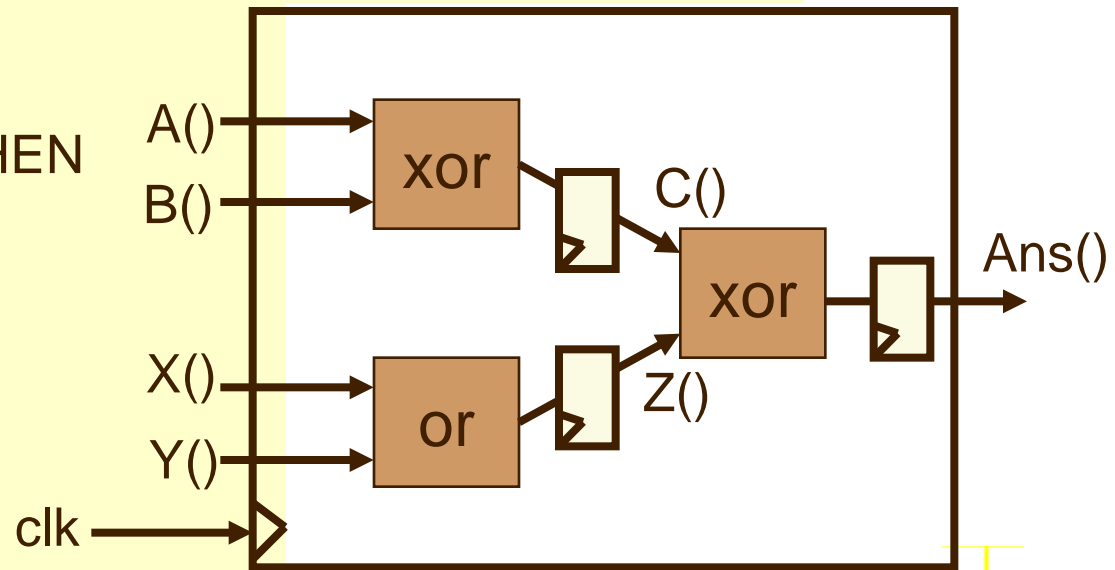 A()
HEN
xor
B()
C()
Ans()
xor
X()
Z()
or
Y()
clk